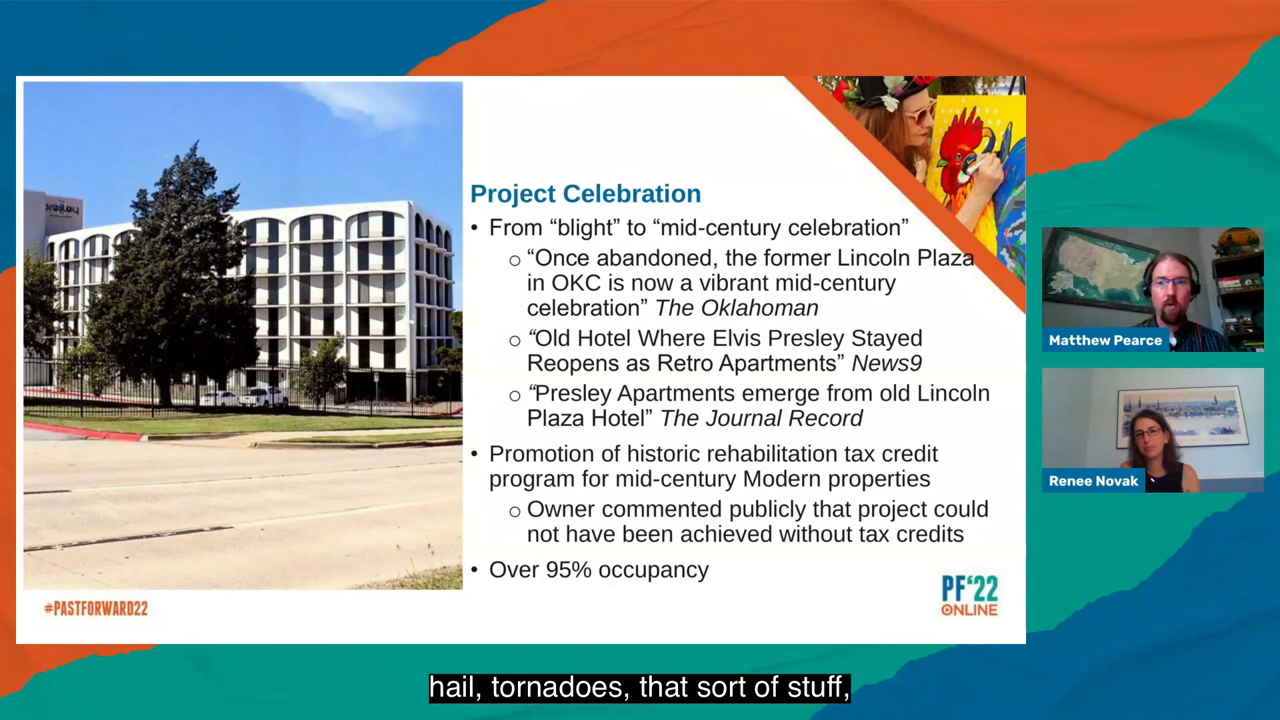 Project Celebration
• From “blight” to “mid-century celebration”
o “Once abandoned, the former Lincoln Plaza
in OKC is now a vibrant mid-century
celebration” The Oklahoman
o “Old Hotel Where Elvis Presley Stayed
Reopens as Retro Apartments” News9
o “Presley Apartments emerge from old Lincoln
Plaza Hotel” The Journal Record
• Promotion of historic rehabilitation tax credit
program for mid-century Modern properties
o Owner commented publicly that project could
not have been achieved without tax credits
• Over 95% occupancy
#PASTFORWARD22
PF‘22
ONLINE
Matthew Pearce
Renee Novak
hail, tornadoes, that sort of stuff,